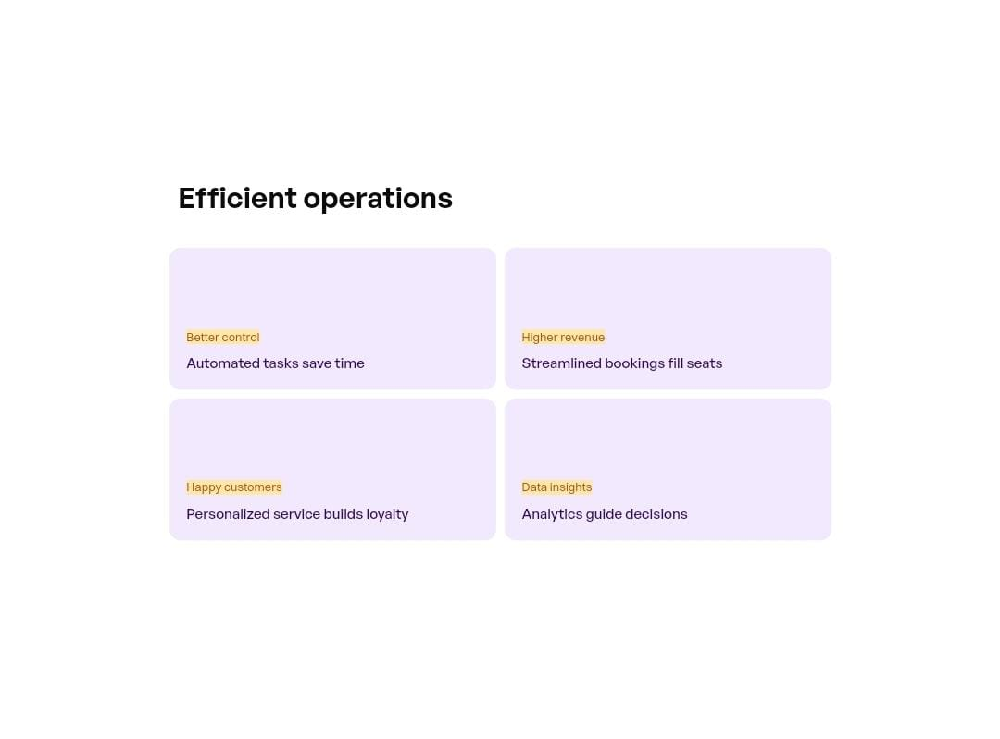 Efficient operations
Better control
Automated tasks save time
Higher revenue
Streamlined bookings fill seats
Happy customers
Personalized service builds loyalty
Data insights
Analytics guide decisions